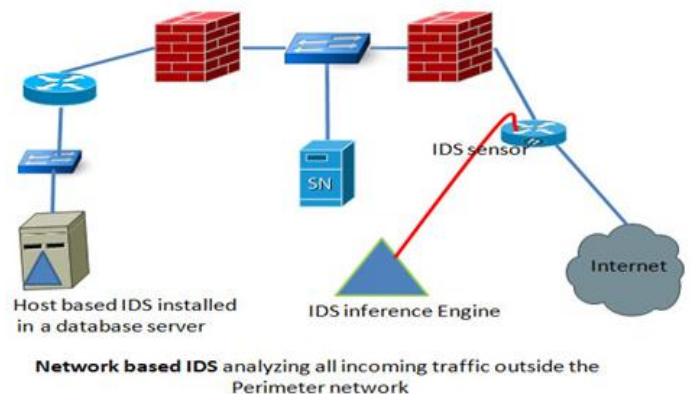 SN
IDS sensor
Internet
Host based IDS installed
in a database server
IDS inference Engine
Network based IDS analyzing all incoming traffic outside the
Perimeter network